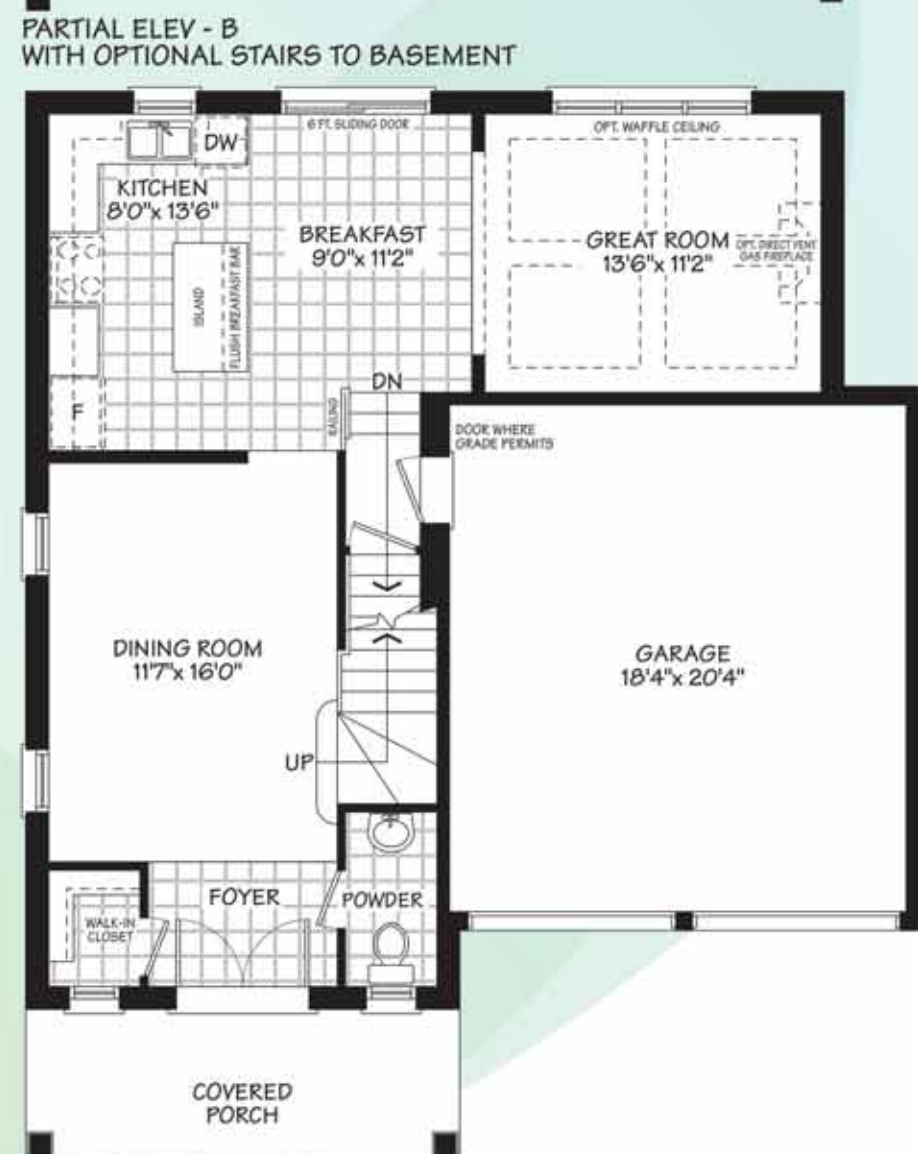 PARTIAL ELEV - B
WITH OPTIONAL STAIRS TO BASEMENT
6 FT. SLIDING DOOR
OPT. WAFFLE CEILING
DW
KITCHEN
8'0"x 13'6"
BREAKFAST
9'0"x 11'2"
GREAT ROOM
13'6"x 11'2"
OPT. DIRECT VENT
GAS FIREPLACE
ISLAND
FLUSH BREAKFAST BAR
DN
F
RAILING
DOOR WHERE
GRADE PERMITS
DINING ROOM
11'7"x 16'0"
GARAGE
18'4"x 20'4"
UP
FOYER
POWDER
WALK-IN
CLOSET
COVERED
PORCH